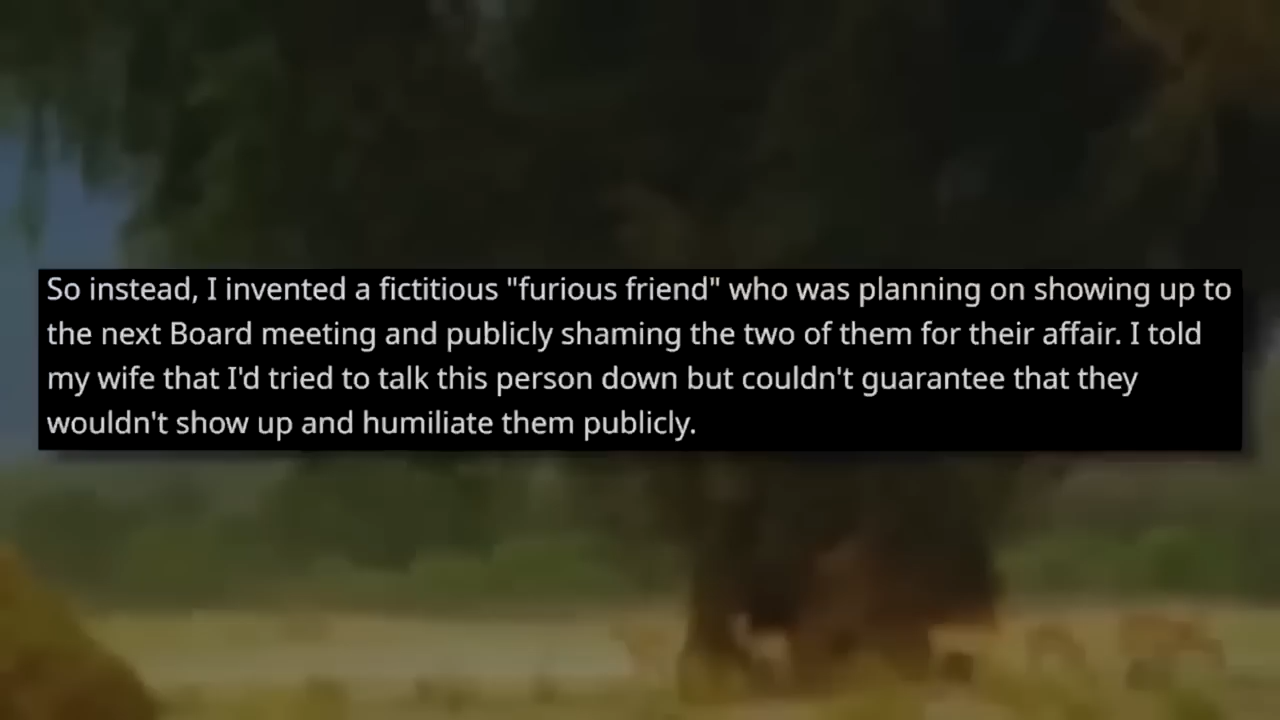 So instead, I invented a fictitious "furious friend" who was planning on showing up to
the next Board meeting and publicly shaming the two of them for their affair. I told
my wife that I'd tried to talk this person down but couldn't guarantee that they
wouldn't show up and humiliate them publicly.